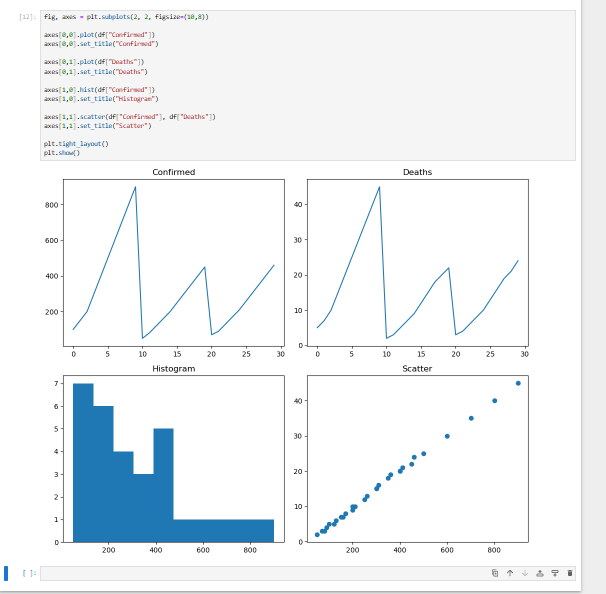 [12]: fig, axes = plt.subplots(2, 2, figsize=(10,8))
axes[0,0].plot(df["Confirmed"])
axes[0,0].set_title("Confirmed")
axes[0,1].plot(df["Deaths"])
axes[0,1].set_title("Deaths")
axes[1,0].hist(df["Confirmed"])
axes[1,0].set_title("Histogram")
axes[1,1].scatter(df["Confirmed"], df["Deaths"])
axes[1,1].set_title("Scatter")
plt.tight_layout()
plt.show()
Confirmed
800
600
400
200
0 5 10 15 20 25 30
Deaths
40
30
20
10
0
0 5 10 15 20 25 30
Histogram
7
6
5
4
3
2
1
0
200 400 600 800
Scatter
40
30
20
10
0
200 400 600 800
[ ]: